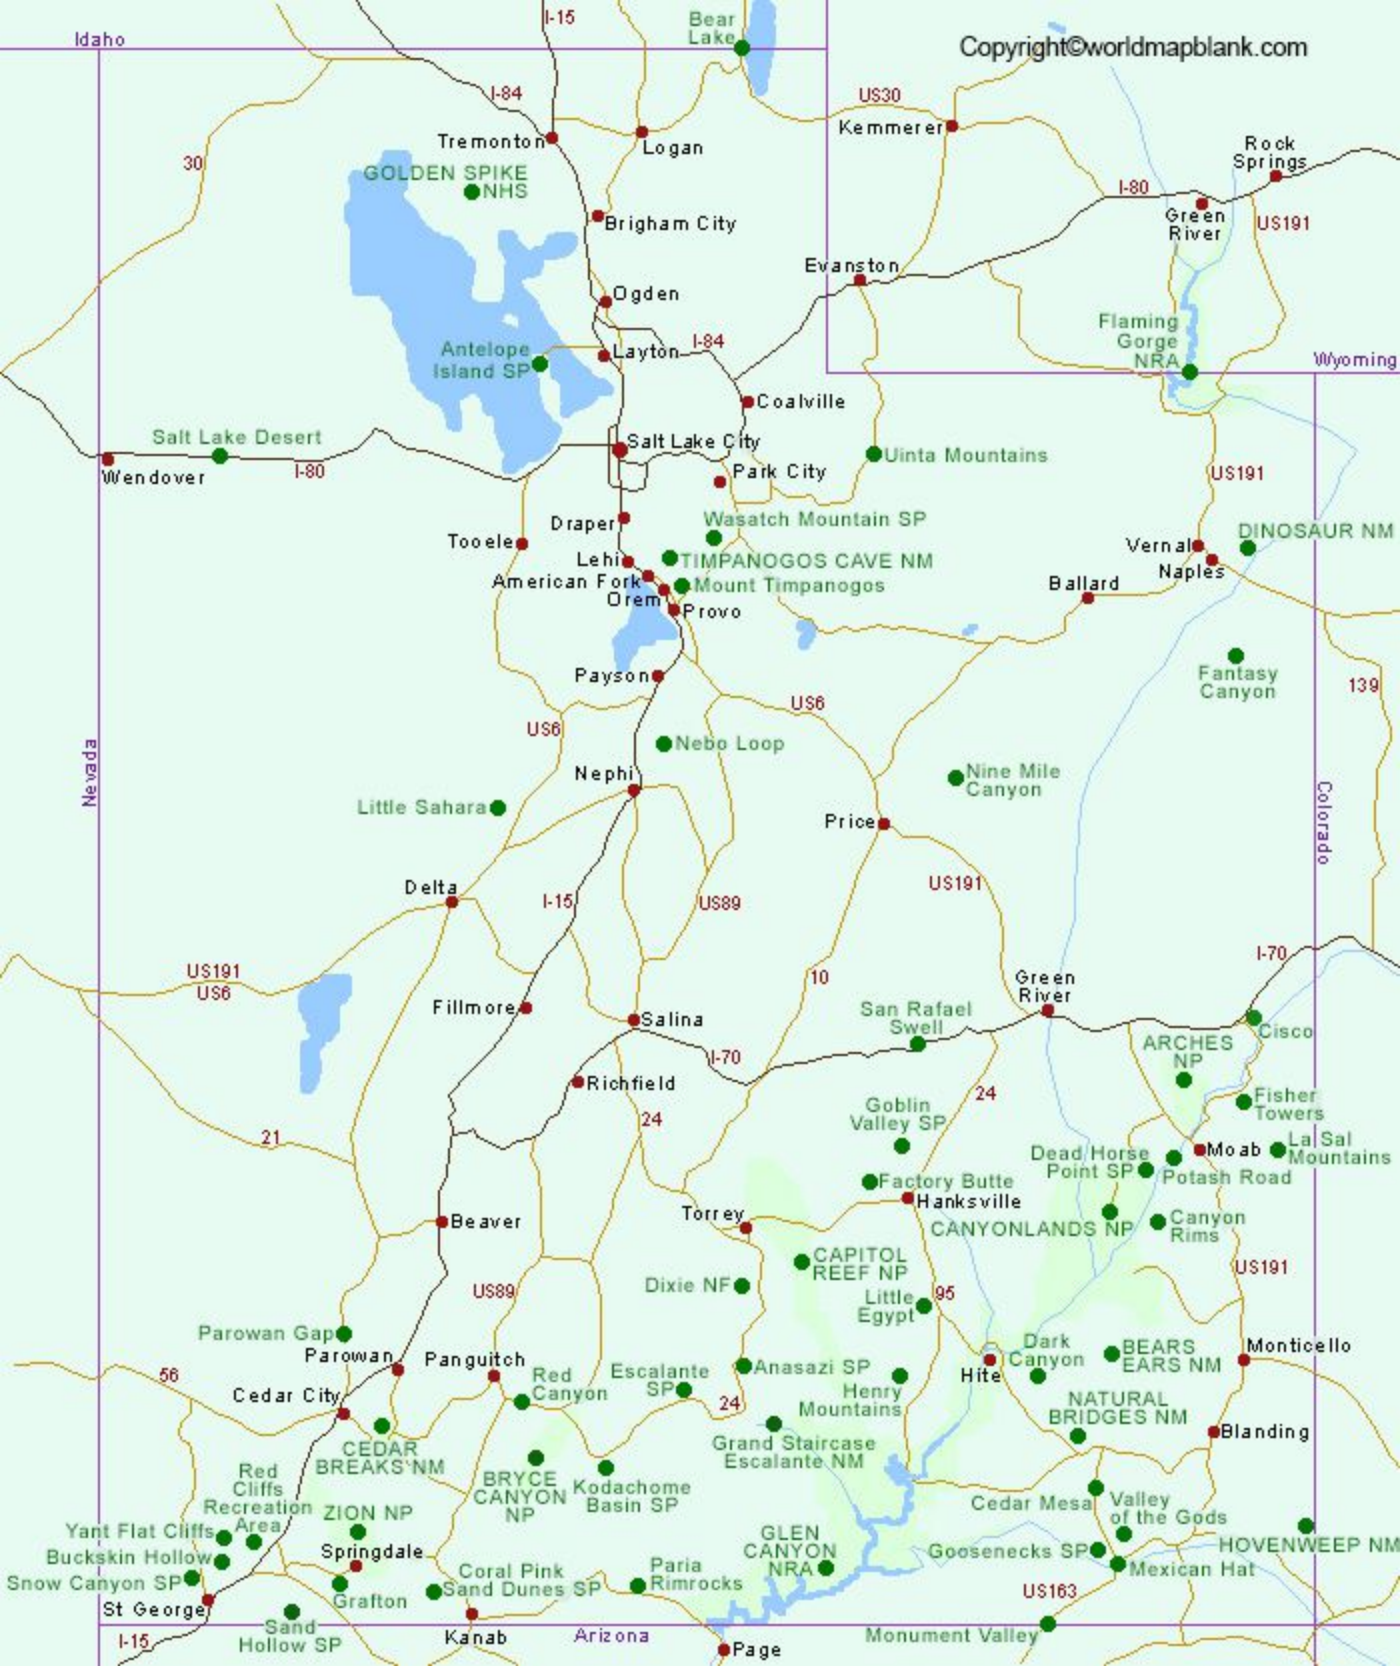 I-15
Bear
Lake
Idaho
Copyright©worldmapblank.com
I-84
US30
Kemmerer
Tremonton
Logan
Rock
Springs
30
GOLDEN SPIKE
NHS
I-80
Green
River
US191
Brigham City
Evanston
Ogden
Flaming
Gorge
NRA
I-84
Antelope
Island SP
Layton
Wyoming
Coalville
Salt Lake Desert
Salt Lake City
Uinta Mountains
Wendover
I-80
Park City
US191
Draper
Wasatch Mountain SP
Tooele
DINOSAUR NM
Vernal
Naples
Lehi
TIMPANOGOS CAVE NM
American Fork
Mount Timpanogos
Ballard
Orem
Provo
Payson
Fantasy
Canyon
139
US6
US6
Nebo Loop
Nevada
Nephi
Nine Mile
Canyon
Little Sahara
Price
Colorado
Delta
I-15
US89
US191
US191
US6
10
I-70
Green
River
Fillmore
Salina
San Rafael
Swell
Cisco
ARCHES
NP
I-70
Richfield
24
24
Goblin
Valley SP
Fisher
Towers
21
Dead Horse
Point SP
Moab
La Sal
Mountains
Potash Road
Factory Butte
Hanksville
Torrey
Beaver
CANYONLANDS NP
Canyon
Rims
CAPITOL
REEF NP
US191
Dixie NF
US89
Little
Egypt
95
Parowan Gap
Parowan
Panguitch
Dark
Canyon
BEARS
EARS NM
Monticello
56
Red
Canyon
Escalante
SP
Anasazi SP
Hite
Cedar City
Henry
Mountains
24
NATURAL
BRIDGES NM
Blanding
CEDAR
BREAKS NM
Grand Staircase
Escalante NM
Red
Cliffs
Recreation
Area
BRYCE
CANYON
NP
Kodachome
Basin SP
Cedar Mesa
Valley
of the Gods
ZION NP
Yant Flat Cliffs
GLEN
CANYON
NRA
HOVENWEEP NM
Buckskin Hollow
Springdale
Goosenecks SP
Snow Canyon SP
Coral Pink
Sand Dunes SP
Paria
Rimrocks
Mexican Hat
Grafton
US163
St George
Sand
Hollow SP
Kanab
Arizona
Monument Valley
I-15
Page